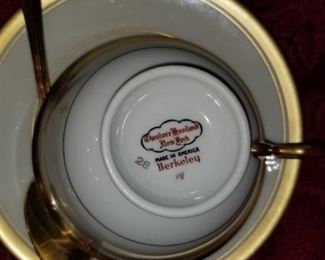 Theodore Haviland
New York
MADE IN AMERICA
Berkeley
28